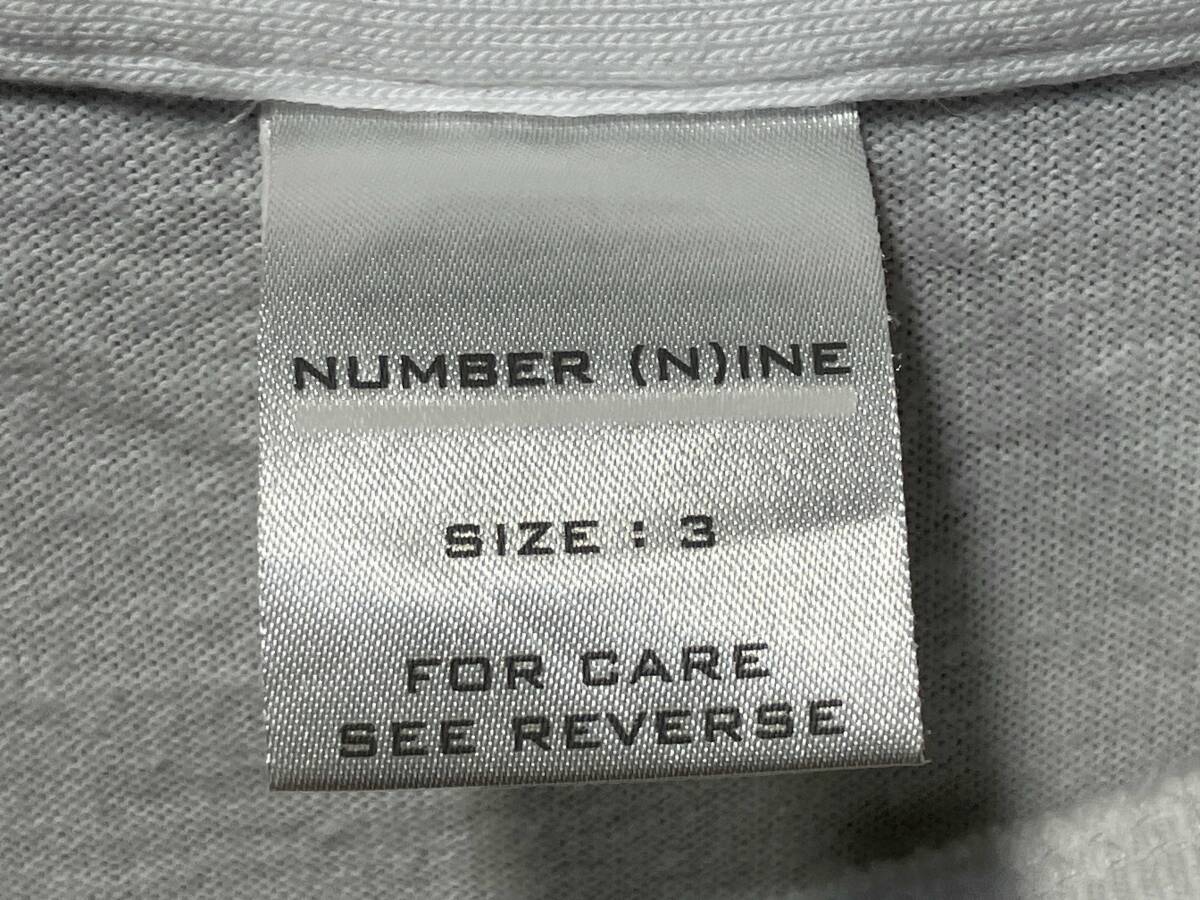 NUMBER (N)INE
SIZE : 3
FOR CARE
SEE REVERSE